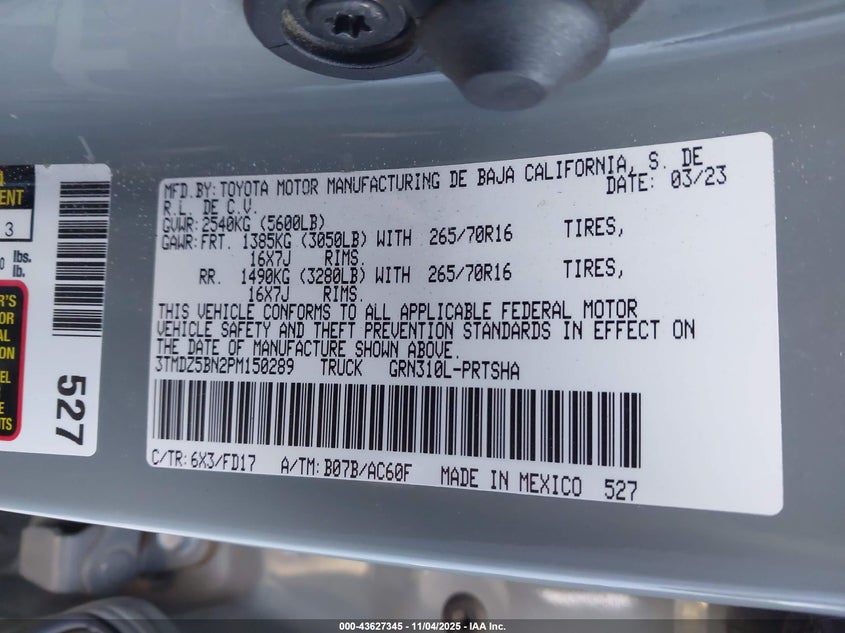 MFD.BY: TOYOTA MOTOR MANUFACTURING DE BAJA CALIFORNIA, S. DE
R.L. DE C.V. DATE: 03/23
GVWR: 2540KG (5600LB)
GAWR: FRT. 1385KG (3050LB) WITH 265/70R16 TIRES,
16X7J RIMS.
RR. 1490KG (3280LB) WITH 265/70R16 TIRES,
16X7J RIMS.
THIS VEHICLE CONFORMS TO ALL APPLICABLE FEDERAL MOTOR
VEHICLE SAFETY AND THEFT PREVENTION STANDARDS IN EFFECT ON
THE DATE OF MANUFACTURE SHOWN ABOVE.
3TMDZ5BN2PM150289 TRUCK GRN310L-PRTSHA
C/TR: 6X3/FD17 A/TM: B07B/AC60F MADE IN MEXICO 527
3
0 lbs.
lb.
527
000-43627345 | 11/04/2025 - IAA Inc.